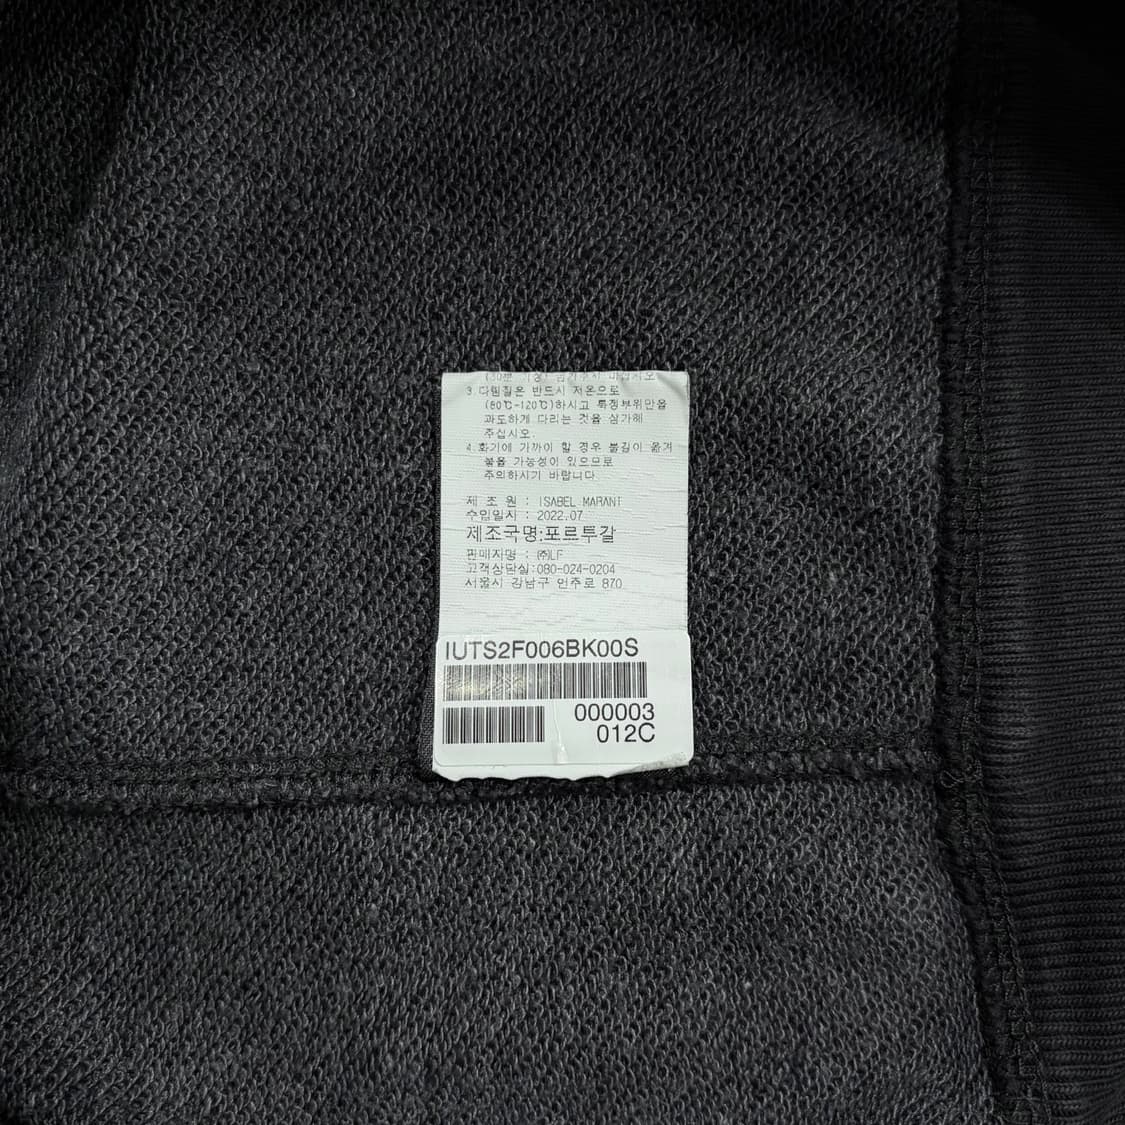 3.다림질은 반드시 저온으로
(80℃-120℃)하시고 특정부위만을
과도하게 다리는 것을 삼가해
주십시오.
4.화기에 가까이 할 경우 불길이 옮겨
붙을 가능성이 있으므로
주의하시기 바랍니다
제 조 원 : ISABEL MARANT
수입일자 : 2022.07
제조국명:포르투갈
판매자명 : ㈜LF
고객상담실:080-024-0204
서울시 강남구 언주로 870
IUTS2F006BK00S
000003
012C